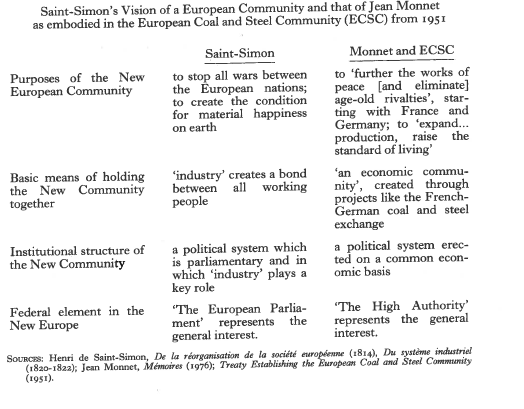 Saint-Simon's Vision of a European Community and that of Jean Monnet
as embodied in the European Coal and Steel Community (ECSC) from 1951
Saint-Simon
Monnet and ECSC
Purposes of the New
European Community
to stop all wars between
the European nations;
to create the condition
for material happiness
on earth
to 'further the works of
peace [and eliminate]
age-old rivalties', star-
ting with France and
Germany; to 'expand...
production, raise the
standard of living'
Basic means of holding
the New Community
together
'industry' creates a bond
between all working
people
'an economic commu-
nity', created through
projects like the French-
German coal and steel
exchange
Institutional structure of
the New Community
a political system which
is parliamentary and in
which 'industry' plays a
key role
a political system erec-
ted on a common econ-
omic basis
Federal element in the
New Europe
'The European Parlia-
ment' represents the
general interest.
'The High Authority'
represents the general
interest.
SOURCES: Henri de Saint-Simon, De la réorganisation de la société européenne (1814), Du système industriel
(1820-1822); Jean Monnet, Mémoires (1976); Treaty Establishing the European Coal and Steel Community
(1951).